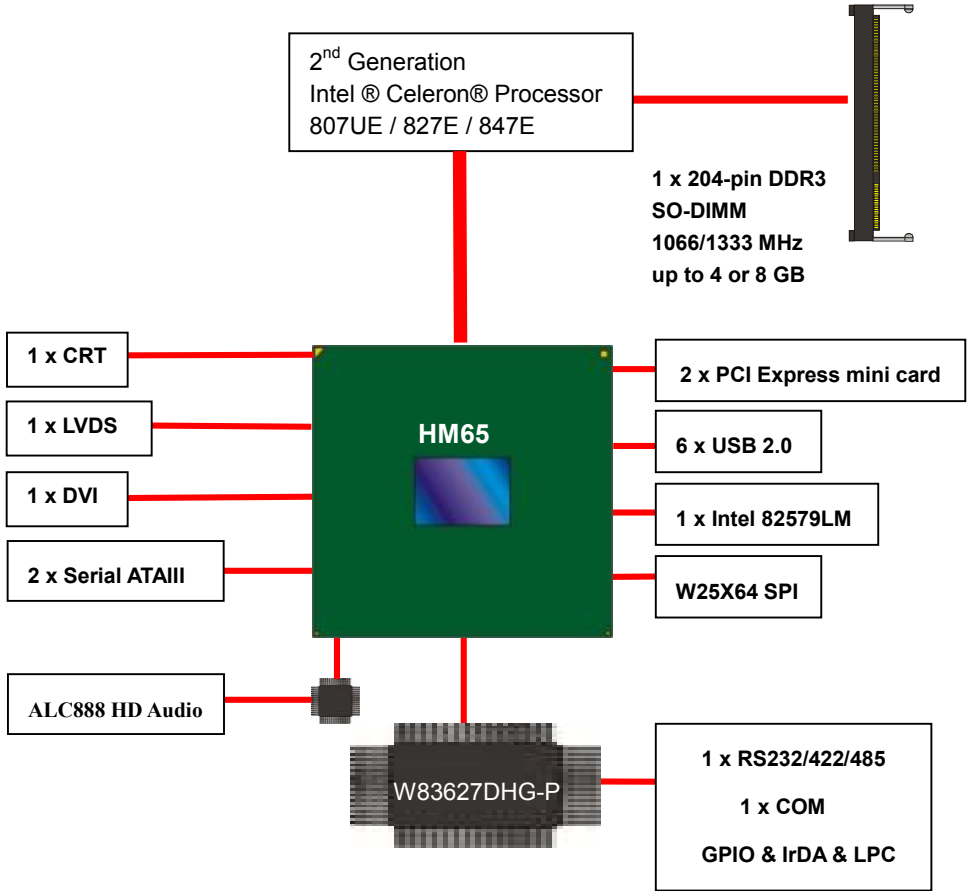 2nd Generation
Intel ® Celeron® Processor
807UE / 827E / 847E
1 x 204-pin DDR3
SO-DIMM
1066/1333 MHz
up to 4 or 8 GB
1 x CRT
1 x LVDS
1 x DVI
2 x Serial ATAIII
HM65
2 x PCI Express mini card
6 x USB 2.0
1 x Intel 82579LM
W25X64 SPI
ALC888 HD Audio
W83627DHG-P
1 x RS232/422/485
1 x COM
GPIO & IrDA & LPC